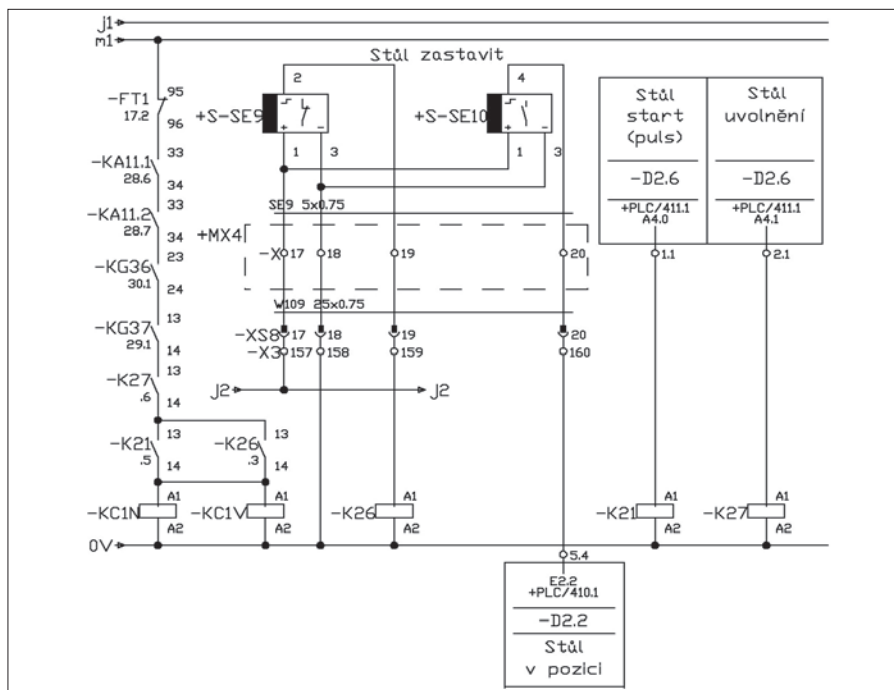 j1
m1
Stůl zastavit
-FT1
17.2
95
96
+S-SE9
2
+ -
1
3
+S-SE10
4
+ -
1
3
Stůl
start
(puls)
-D2.6
+PLC/411.1
A4.0
Stůl
uvolnění
-D2.6
+PLC/411.1
A4.1
-KA11.1
28.6
33
34
-KA11.2
28.7
33
34
-KG36
30.1
23
24
-KG37
29.1
13
14
-K27
.6
13
14
-K21
.5
13
14
-K26
.3
13
14
SE9 5x0.75
+MX4
-X 17 18 19 20
W109 25x0.75
-XS8 17 18 19 20
-X3 157 158 159 160
j2 j2
1.1
2.1
-KC1N
A1
A2
-KC1V
A1
A2
-K26
A1
A2
-K21
A1
A2
-K27
A1
A2
0V
5.4
E2.2
+PLC/410.1
-D2.2
Stůl
v pozici